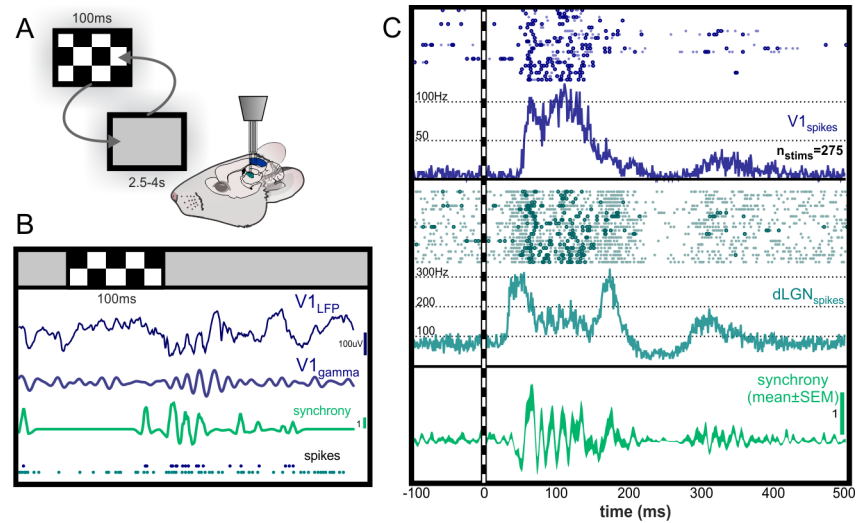 A
100ms
2.5-4s
B
100ms
V1LFP
100uV
V1gamma
synchrony
1
spikes
C
100Hz
V1spikes
50
nstims=275
300Hz
dLGNspikes
200
100
synchrony
(mean±SEM)
1
-100 0 100 200 300 400 500
time (ms)